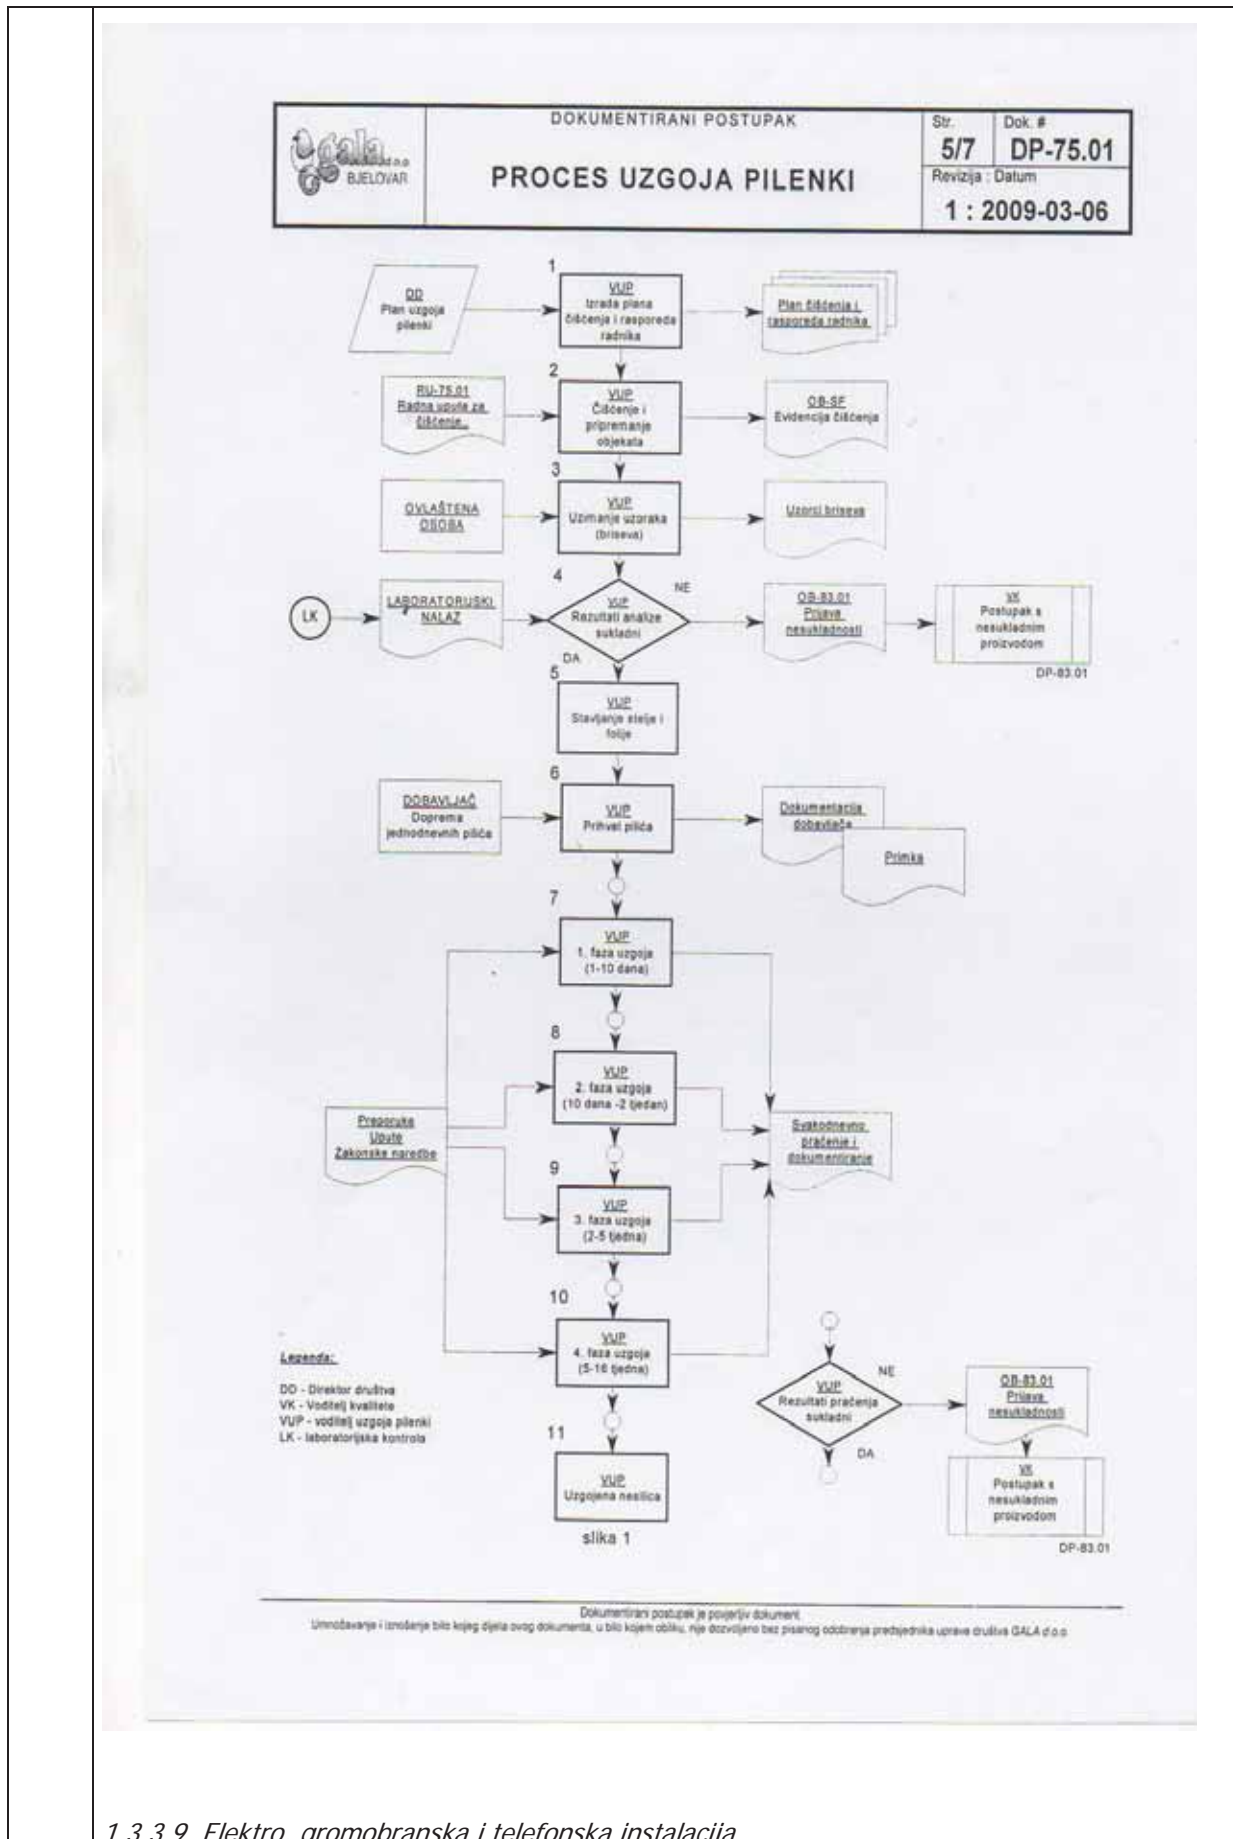 gala d.o.o
BJELOVAR
DOKUMENTIRANI POSTUPAK
PROCES UZGOJA PILENKI
Str.
5/7
Dok. #
DP-75.01
Revizija : Datum
1 : 2009-03-06
DD
Plan uzgoja
pilenki
1
VUP
Izrada plana
čišćenja i rasporeda
radnika
Plan čišćenja i
rasporeda radnika
RU-75.01
Radna uputa za
čišćenje..
2
VUP
Čišćenje i
pripremanje
objekata
OB-SF
Evidencija čišćenja
OVLAŠTENA
OSOBA
3
VUP
Uzimanje uzoraka
(briseva)
Uzorci briseva
LK
LABORATORIJSKI
NALAZ
4
VUP
Rezultati analize
sukladni
NE
DA
OB-83.01
Prijava
nesukladnosti
VK
Postupak s
nesukladnim
proizvodom
DP-83.01
5
VUP
Stavljanje stelje i
folije
DOBAVLJAČ
Doprema
jednodnevnih pilića
6
VUP
Prihvat pilića
Dokumentacija
dobavljača
Primka
7
VUP
1. faza uzgoja
(1-10 dana)
8
VUP
2. faza uzgoja
(10 dana -2 tjedan)
Preporuke
Upute
Zakonske naredbe
Svakodnevno
praćenje i
dokumentiranje
9
VUP
3. faza uzgoja
(2-5 tjedna)
10
VUP
4. faza uzgoja
(5-16 tjedna)
11
VUP
Uzgojena nesilica
slika 1
Legenda:
DD - Direktor društva
VK - Voditelj kvalitete
VUP - voditelj uzgoja pilenki
LK - laboratorijska kontrola
VUP
Rezultati praćenja
sukladni
NE
DA
OB-83.01
Prijava
nesukladnosti
VK
Postupak s
nesukladnim
proizvodom
DP-83.01
Dokumentirani postupak je povjerljiv dokument
Umnožavanje i iznošenje bilo kojeg dijela ovog dokumenta, u bilo kojem obliku, nije dozvoljeno bez pisanog odobrenja predsjednika uprave društva GALA d.o.o
1.3.3.9. Elektro, gromobranska i telefonska instalacija